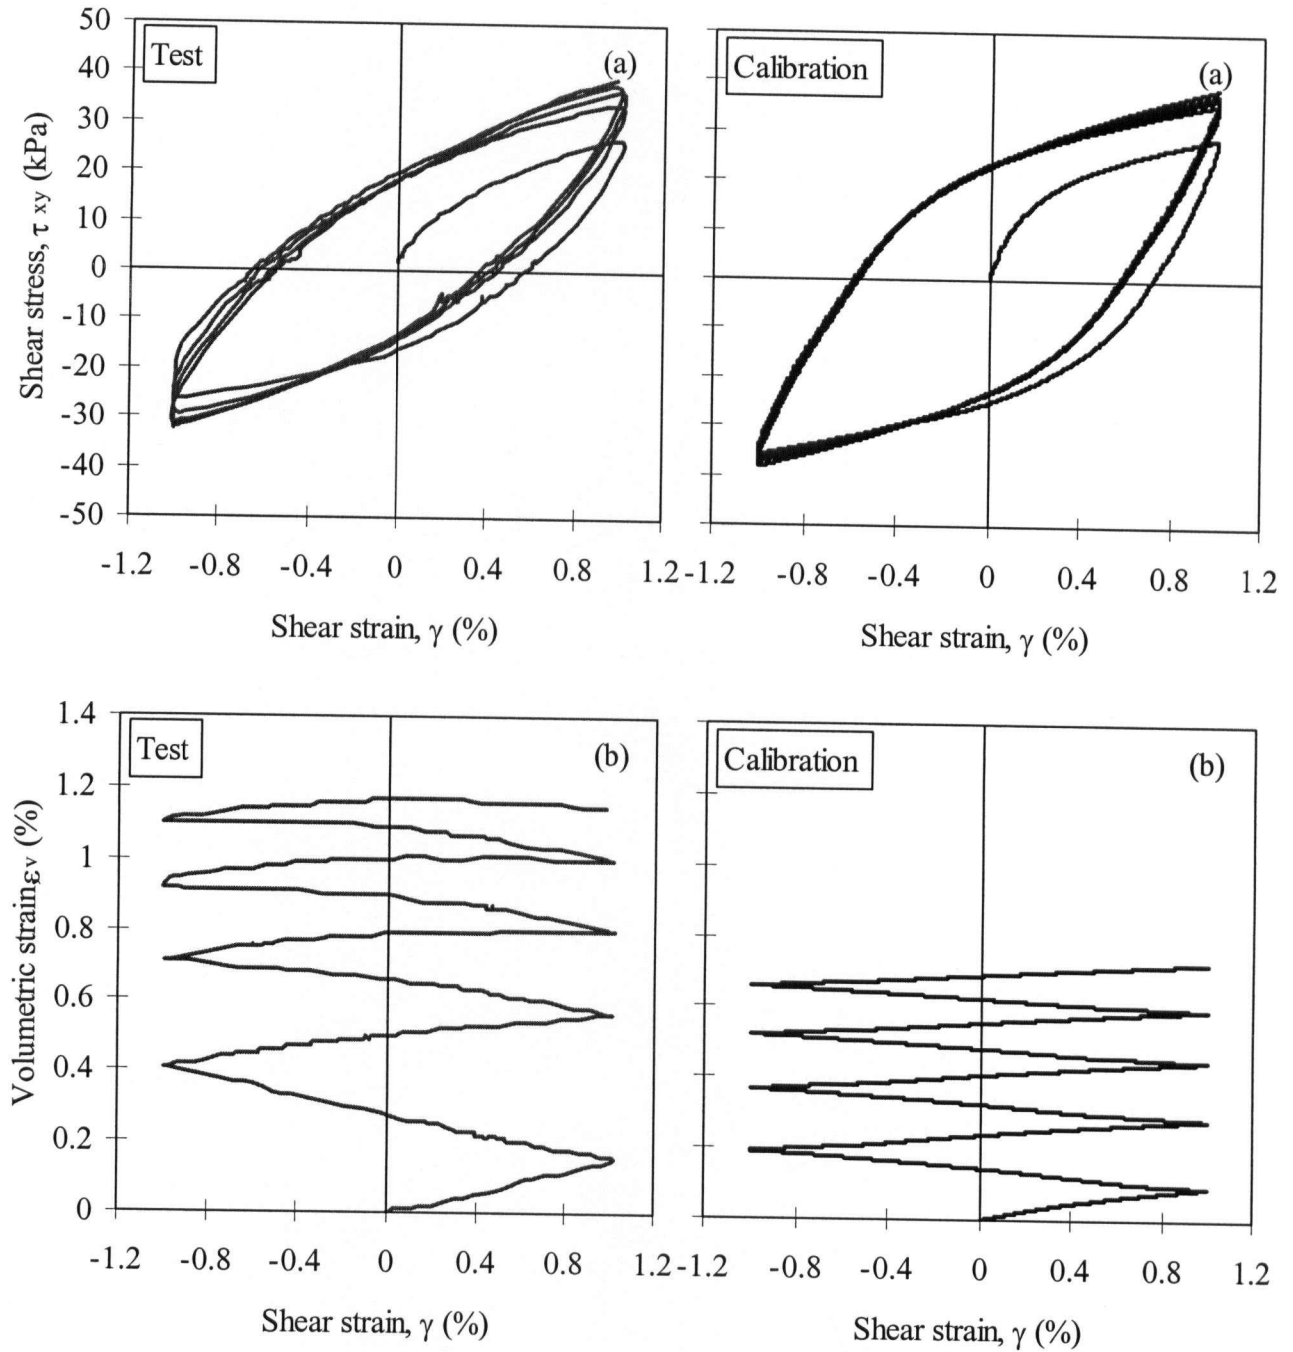 50
40
30
20
10
0
-10
-20
-30
-40
-50
Shear stress, τ xy (kPa)
Test
(a)
Calibration
(a)
-1.2 -0.8 -0.4 0 0.4 0.8 1.2
-1.2 -0.8 -0.4 0 0.4 0.8 1.2
Shear strain, γ (%)
Shear strain, γ (%)
1.4
1.2
1
0.8
0.6
0.4
0.2
0
Volumetric strain εv (%)
Test
(b)
Calibration
(b)
-1.2 -0.8 -0.4 0 0.4 0.8 1.2
-1.2 -0.8 -0.4 0 0.4 0.8 1.2
Shear strain, γ (%)
Shear strain, γ (%)